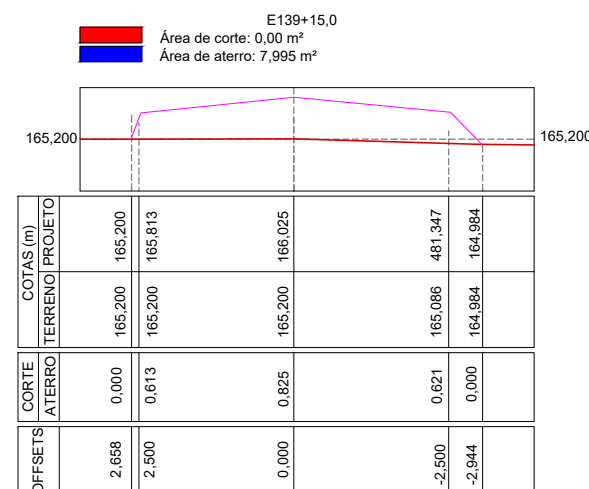 E139+15,0
Área de corte: 0,00 m²
Área de aterro: 7,995 m²
165,200
165,200
COTAS (m)
PROJETO
165,200 165,813 166,025 481,347 164,984
TERRENO
165,200 165,200 165,200 165,086 164,984
CORTE
ATERRO
0,000 0,613 0,825 0,621 0,000
OFFSETS
2,658 2,500 0,000 -2,500 -2,944